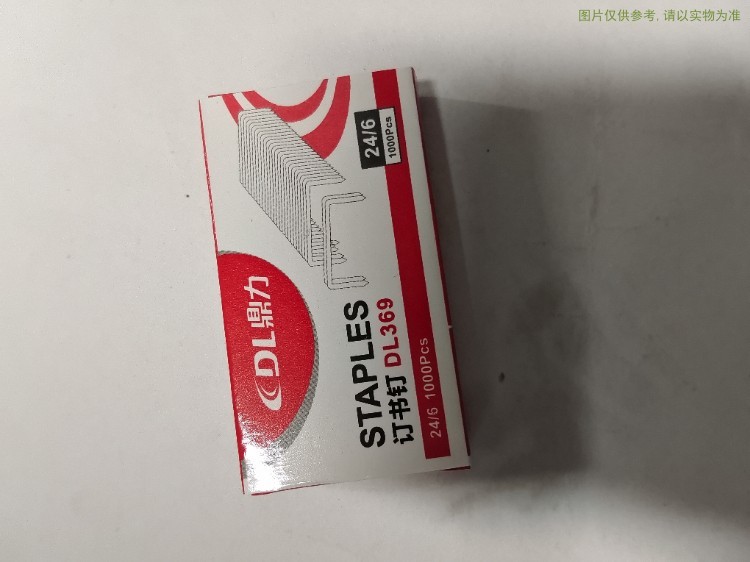 图片仅供参考, 请以实物为准
24/6
1000Pcs
DL鼎力
STAPLES
订书钉 DL369
24/6 1000Pcs